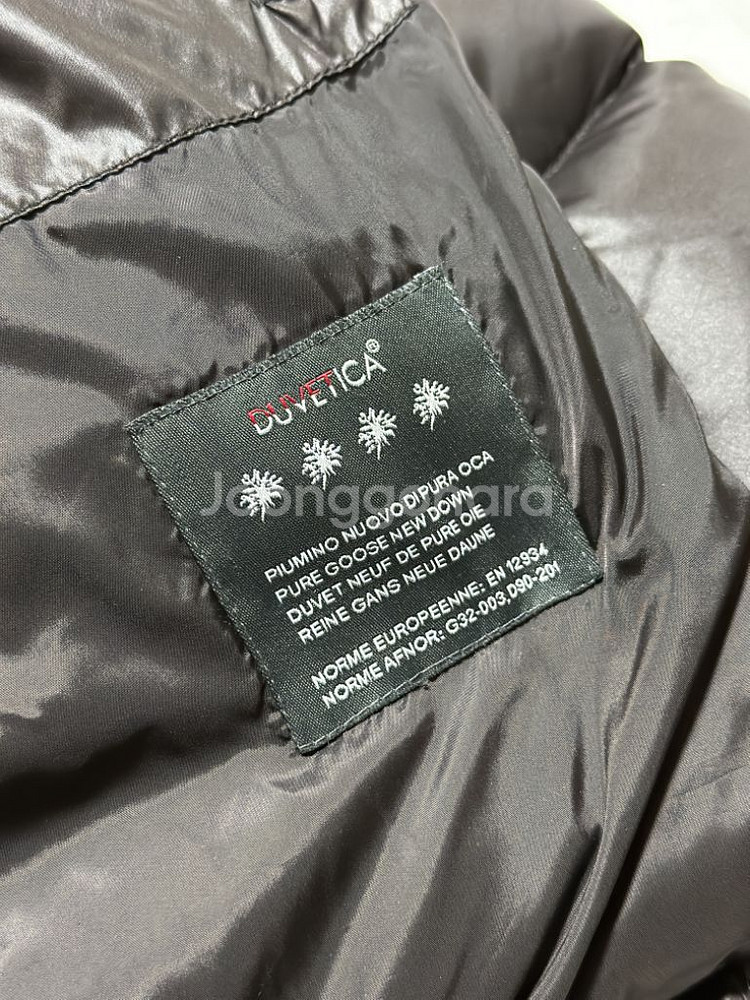 DUVETICA®
PIUMINO NUOVO DI PURA OCA
PURE GOOSE NEW DOWN
DUVET NEUF DE PURE OIE
REINE GANS NEUE DAUNE
NORME EUROPEENNE: EN 12934
NORME AFNOR: G32-003, D90-201
Joonggonara